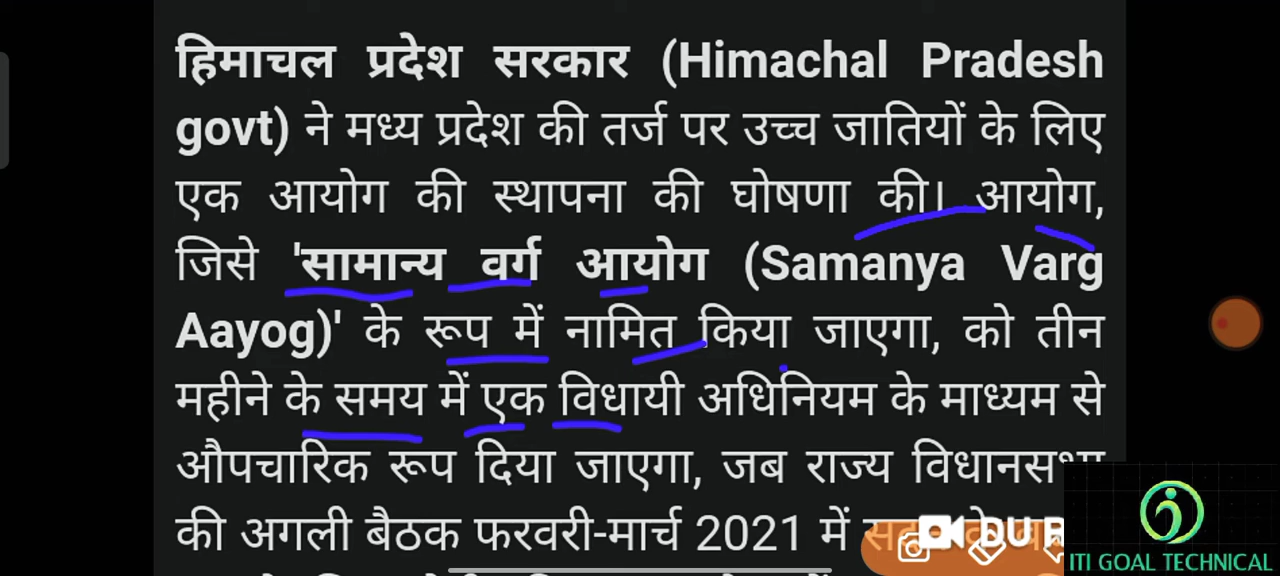 हिमाचल प्रदेश सरकार (Himachal Pradesh
govt) ने मध्य प्रदेश की तर्ज पर उच्च जातियों के लिए
एक आयोग की स्थापना की घोषणा की। आयोग,
जिसे 'सामान्य वर्ग आयोग (Samanya Varg
Aayog)' के रूप में नामित किया जाएगा, को तीन
महीने के समय में एक विधायी अधिनियम के माध्यम से
औपचारिक रूप दिया जाएगा, जब राज्य विधानसभा
की अगली बैठक फरवरी-मार्च 2021 में
ITI GOAL TECHNICAL